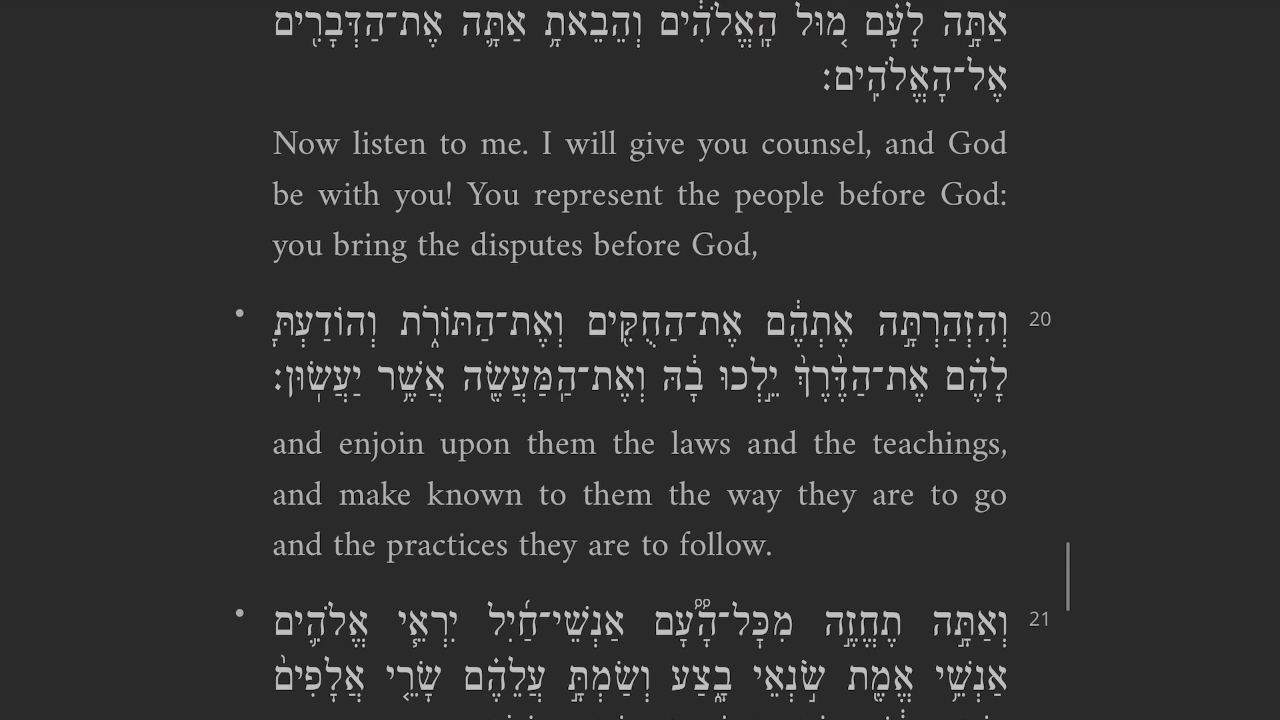 אַתָּ֣ה לָעָ֗ם מ֚וּל הָֽאֱלֹהִ֔ים וְהֵבֵאתָ֥ אַתָּ֛ה אֶת־הַדְּבָרִ֖ים
אֶל־הָאֱלֹהִֽים׃
Now listen to me. I will give you counsel, and God
be with you! You represent the people before God:
you bring the disputes before God,
• וְהִזְהַרְתָּ֣ה אֶתְהֶ֔ם אֶת־הַחֻקִּ֖ים וְאֶת־הַתּוֹרֹ֑ת וְהוֹדַעְתָּ֣ 20
לָהֶ֗ם אֶת־הַדֶּ֙רֶךְ֙ יֵ֣לְכוּ בָ֔הּ וְאֶת־הַֽמַּעֲשֶׂ֖ה אֲשֶׁ֥ר יַעֲשֽׂוּן׃
and enjoin upon them the laws and the teachings,
and make known to them the way they are to go
and the practices they are to follow.
• וְאַתָּ֣ה תֶחֱזֶ֣ה מִכׇּל־הָ֠עָ֠ם אַנְשֵׁי־חַ֜יִל יִרְאֵ֧י אֱלֹהִ֛ים 21
אַנְשֵׁ֥י אֱמֶ֖ת שֹׂ֣נְאֵי בָ֑צַע וְשַׂמְתָּ֣ עֲלֵהֶ֗ם שָׂרֵ֤י אֲלָפִים֙